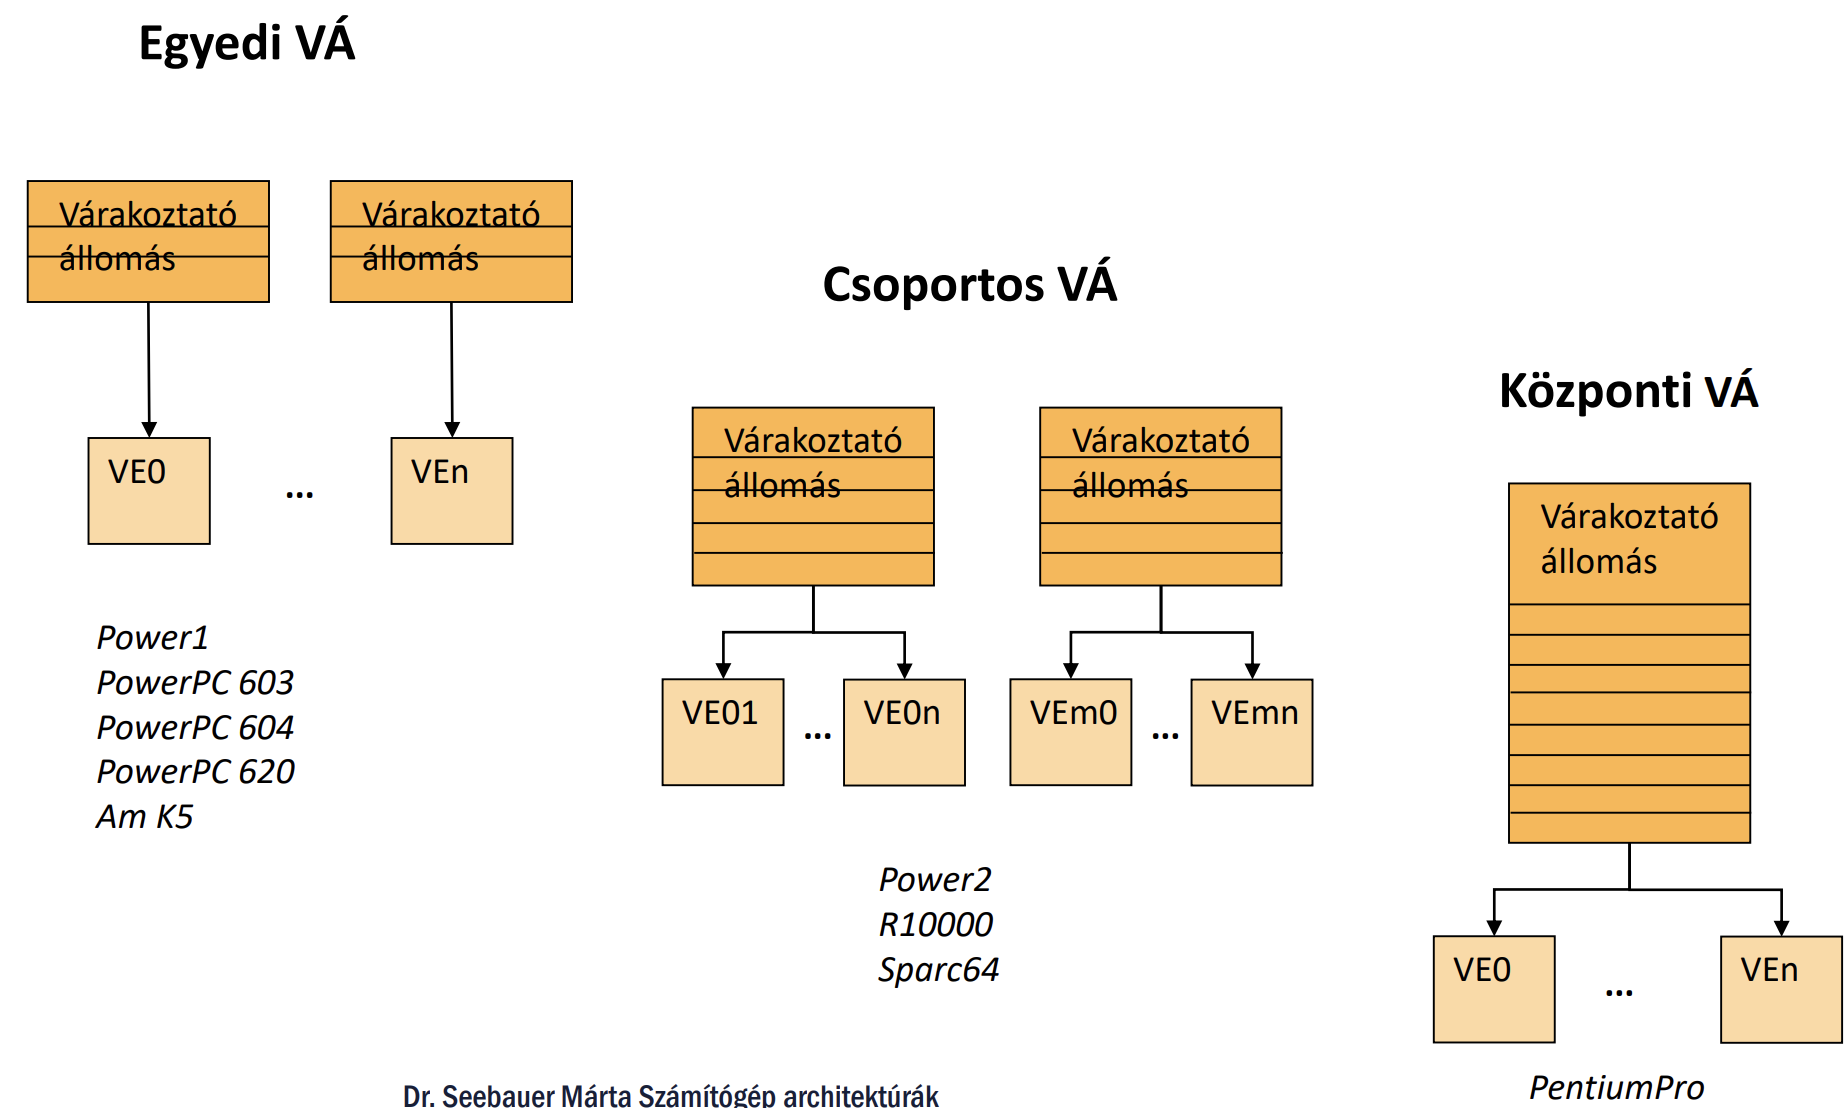 Egyedi VÁ
Várakoztató
állomás
Várakoztató
állomás
VE0
...
VEn
Power1
PowerPC 603
PowerPC 604
PowerPC 620
Am K5
Csoportos VÁ
Várakoztató
állomás
Várakoztató
állomás
VE01
...
VE0n
VEm0
...
VEmn
Power2
R10000
Sparc64
Központi VÁ
Várakoztató
állomás
VE0
...
VEn
PentiumPro
Dr. Seebauer Márta Számítógép architektúrák